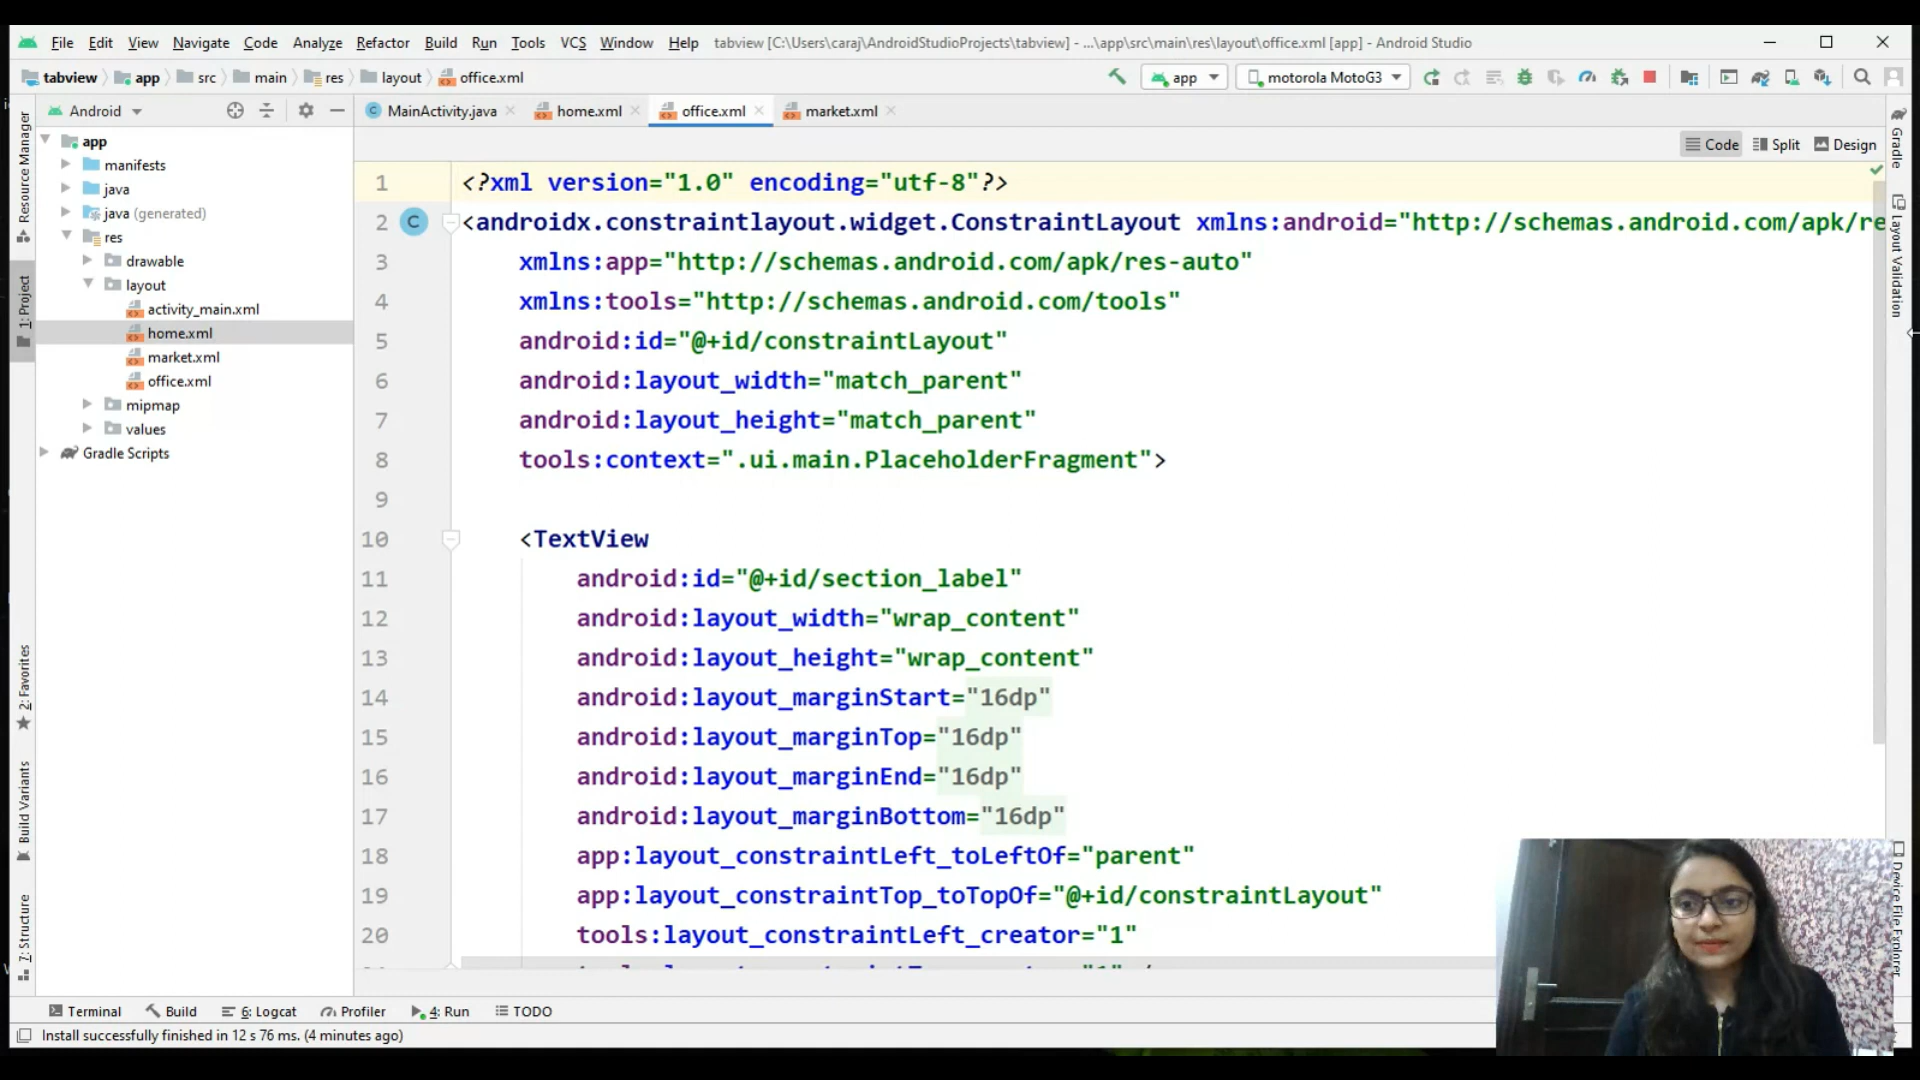 File Edit View Navigate Code Analyze Refactor Build Run Tools VCS Window Help tabview [C:\Users\caraj\AndroidStudioProjects\tabview] - ...\app\src\main\res\layout\office.xml [app] - Android Studio
tabview app src main res layout office.xml app motorola MotoG3
Android MainActivity.java home.xml office.xml market.xml
Code Split Design
app
manifests
java
java (generated)
res
drawable
layout
activity_main.xml
home.xml
market.xml
office.xml
mipmap
values
Gradle Scripts
Resource Manager
1: Project
2: Favorites
Build Variants
7: Structure
1 <?xml version="1.0" encoding="utf-8"?>
2 C <androidx.constraintlayout.widget.ConstraintLayout xmlns:android="http://schemas.android.com/apk/re
3 xmlns:app="http://schemas.android.com/apk/res-auto"
4 xmlns:tools="http://schemas.android.com/tools"
5 android:id="@+id/constraintLayout"
6 android:layout_width="match_parent"
7 android:layout_height="match_parent"
8 tools:context=".ui.main.PlaceholderFragment">
9
10 <TextView
11 android:id="@+id/section_label"
12 android:layout_width="wrap_content"
13 android:layout_height="wrap_content"
14 android:layout_marginStart="16dp"
15 android:layout_marginTop="16dp"
16 android:layout_marginEnd="16dp"
17 android:layout_marginBottom="16dp"
18 app:layout_constraintLeft_toLeftOf="parent"
19 app:layout_constraintTop_toTopOf="@+id/constraintLayout"
20 tools:layout_constraintLeft_creator="1"
Gradle
Layout Validation
Device File Explorer
Terminal Build 6: Logcat Profiler 4: Run TODO
Install successfully finished in 12 s 76 ms. (4 minutes ago)